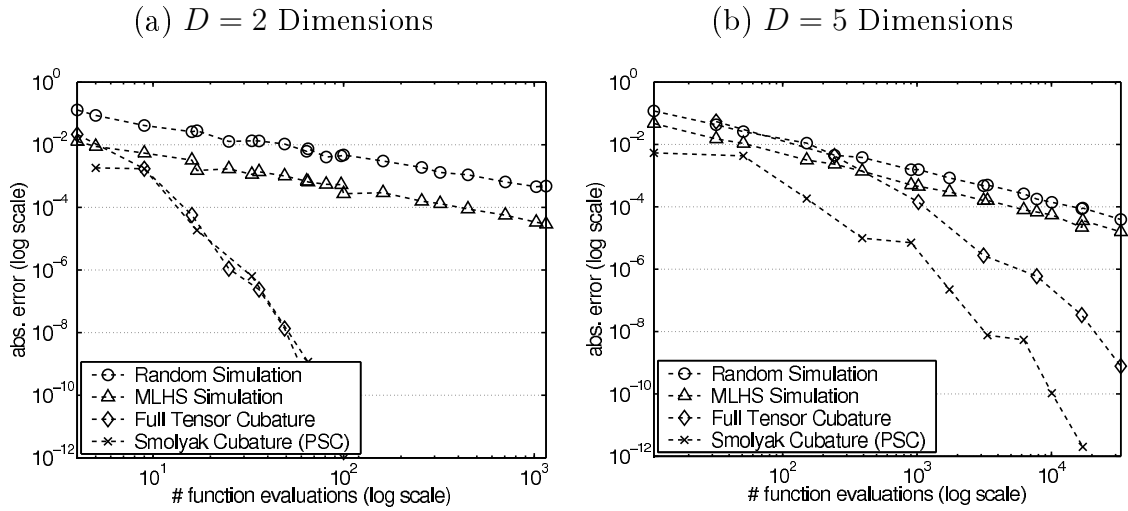 (a) D = 2 Dimensions
10^0
10^-2
10^-4
10^-6
10^-8
10^-10
10^-12
abs. error (log scale)
Random Simulation
MLHS Simulation
Full Tensor Cubature
Smolyak Cubature (PSC)
10^1
10^2
10^3
# function evaluations (log scale)
(b) D = 5 Dimensions
10^0
10^-2
10^-4
10^-6
10^-8
10^-10
10^-12
abs. error (log scale)
Random Simulation
MLHS Simulation
Full Tensor Cubature
Smolyak Cubature (PSC)
10^2
10^3
10^4
# function evaluations (log scale)